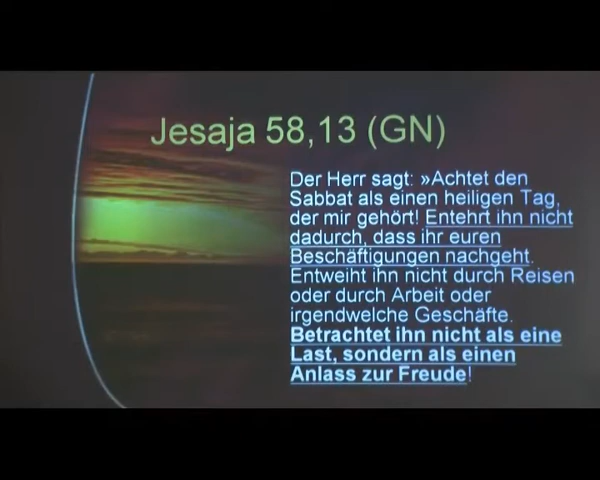 Jesaja 58,13 (GN)
Der Herr sagt: »Achtet den
Sabbat als einen heiligen Tag,
der mir gehört! Entehrt ihn nicht
dadurch, dass ihr euren
Beschäftigungen nachgeht.
Entweiht ihn nicht durch Reisen
oder durch Arbeit oder
irgendwelche Geschäfte.
Betrachtet ihn nicht als eine
Last, sondern als einen
Anlass zur Freude!